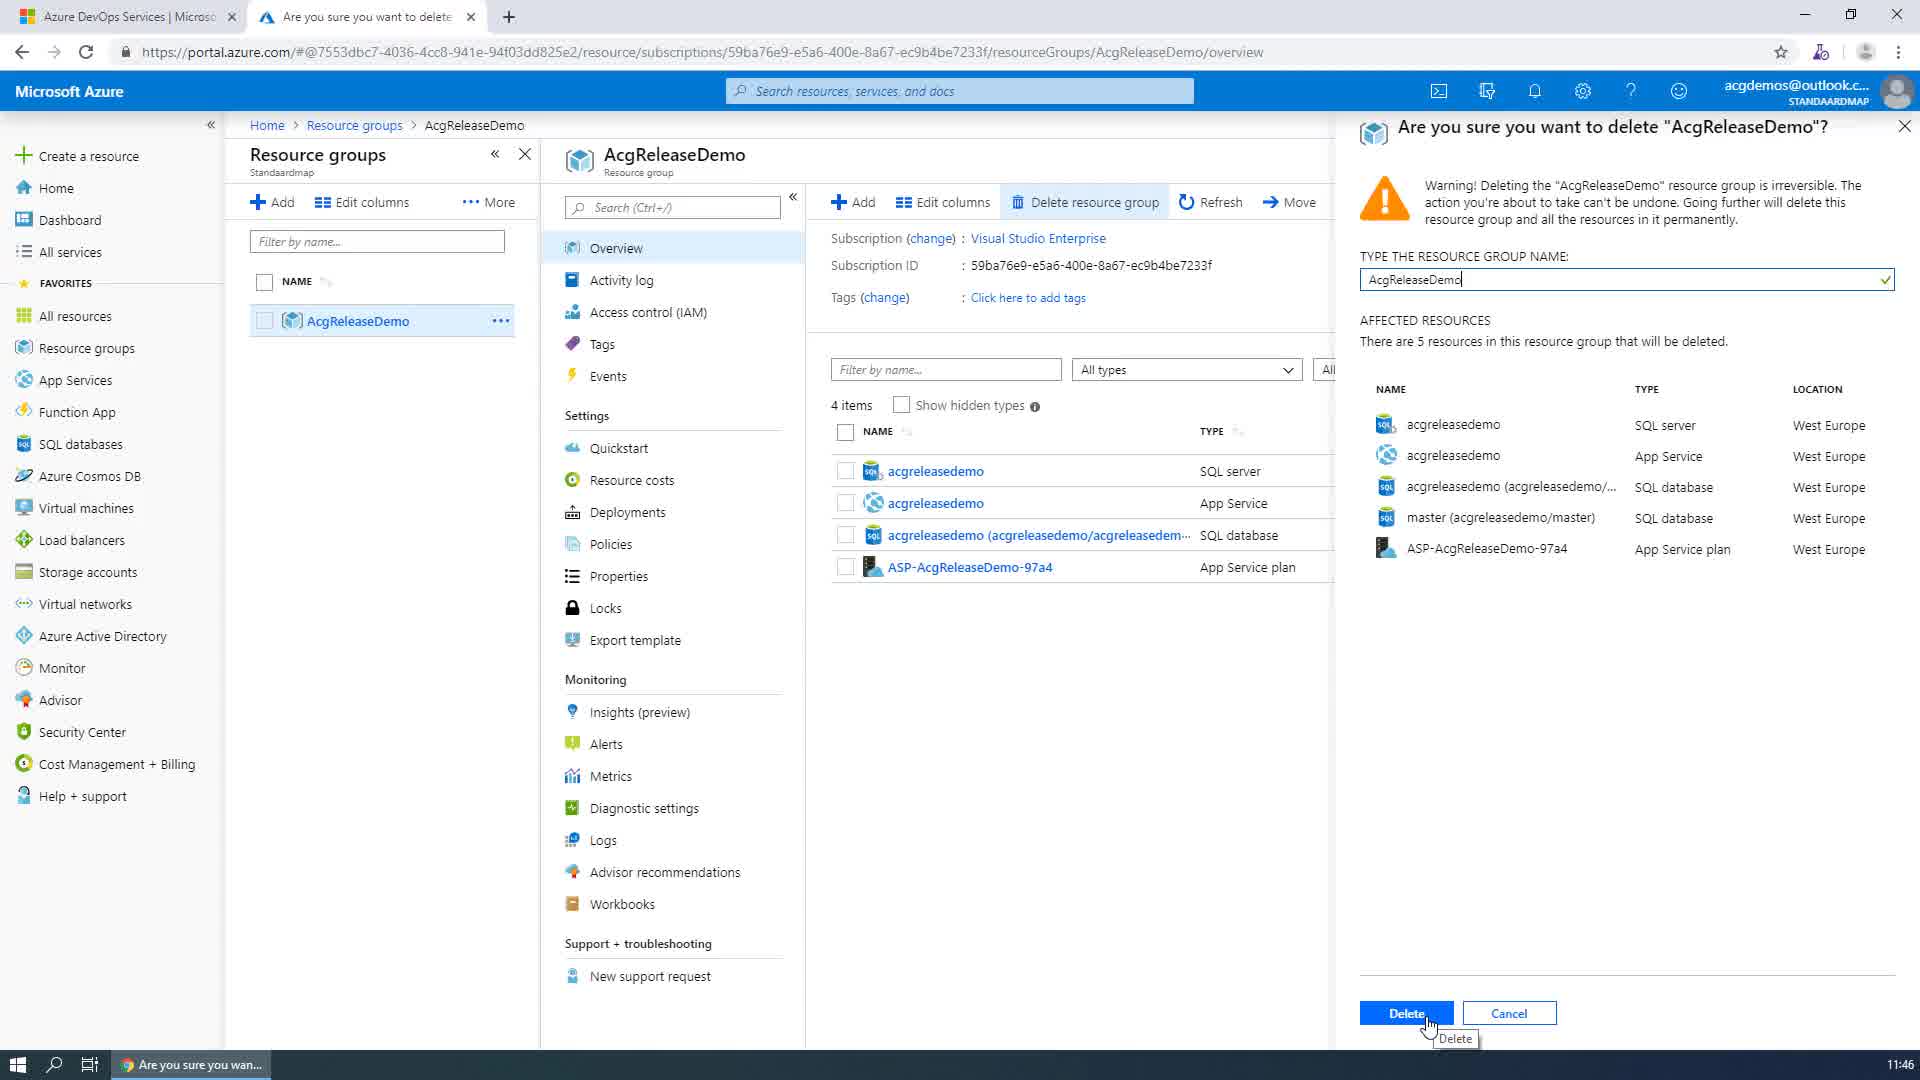 Azure DevOps Services | Micros
Are you sure you want to delete
https://portal.azure.com/#@7553dbc7-4036-4cc8-941e-94f03dd825e2/resource/subscriptions/59ba76e9-e5a6-400e-8a67-ec9b4be7233f/resourceGroups/AcgReleaseDemo/overview
Microsoft Azure
Search resources, services, and docs
acgdemos@outlook.c...
STANDAARDMAP
Create a resource
Home
Dashboard
All services
FAVORITES
All resources
Resource groups
App Services
Function App
SQL databases
Azure Cosmos DB
Virtual machines
Load balancers
Storage accounts
Virtual networks
Azure Active Directory
Monitor
Advisor
Security Center
Cost Management + Billing
Help + support
Home > Resource groups > AcgReleaseDemo
Resource groups
Standaardmap
Add
Edit columns
More
Filter by name...
NAME
AcgReleaseDemo
AcgReleaseDemo
Resource group
Search (Ctrl+/)
Overview
Activity log
Access control (IAM)
Tags
Events
Settings
Quickstart
Resource costs
Deployments
Policies
Properties
Locks
Export template
Monitoring
Insights (preview)
Alerts
Metrics
Diagnostic settings
Logs
Advisor recommendations
Workbooks
Support + troubleshooting
New support request
Add
Edit columns
Delete resource group
Refresh
Move
Subscription (change) : Visual Studio Enterprise
Subscription ID : 59ba76e9-e5a6-400e-8a67-ec9b4be7233f
Tags (change) : Click here to add tags
Filter by name...
All types
All
4 items
Show hidden types
NAME TYPE
acgreleasedemo SQL server
acgreleasedemo App Service
acgreleasedemo (acgreleasedemo/acgreleasedem... SQL database
ASP-AcgReleaseDemo-97a4 App Service plan
Are you sure you want to delete "AcgReleaseDemo"?
Warning! Deleting the "AcgReleaseDemo" resource group is irreversible. The
action you're about to take can't be undone. Going further will delete this
resource group and all the resources in it permanently.
TYPE THE RESOURCE GROUP NAME:
AcgReleaseDemo
AFFECTED RESOURCES
There are 5 resources in this resource group that will be deleted.
NAME TYPE LOCATION
acgreleasedemo SQL server West Europe
acgreleasedemo App Service West Europe
acgreleasedemo (acgreleasedemo/... SQL database West Europe
master (acgreleasedemo/master) SQL database West Europe
ASP-AcgReleaseDemo-97a4 App Service plan West Europe
Delete
Cancel
Delete
Are you sure you wan...
11:46